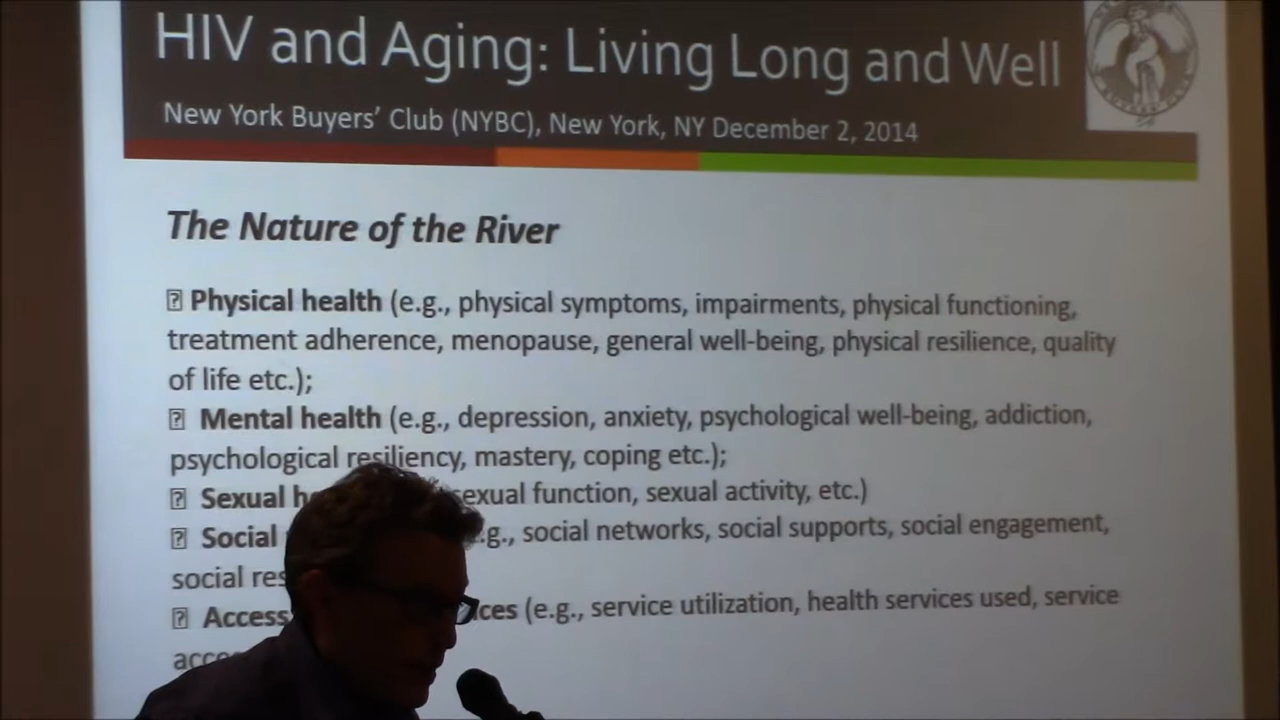 HIV and Aging: Living Long and Well
New York Buyers' Club (NYBC), New York, NY December 2, 2014
The Nature of the River
Physical health (e.g., physical symptoms, impairments, physical functioning,
treatment adherence, menopause, general well-being, physical resilience, quality
of life etc.);
Mental health (e.g., depression, anxiety, psychological well-being, addiction,
psychological resiliency, mastery, coping etc.);
Sexual sexual function, sexual activity, etc.)
Social social networks, social supports, social engagement,
social
Access (e.g., service utilization, health services used, service